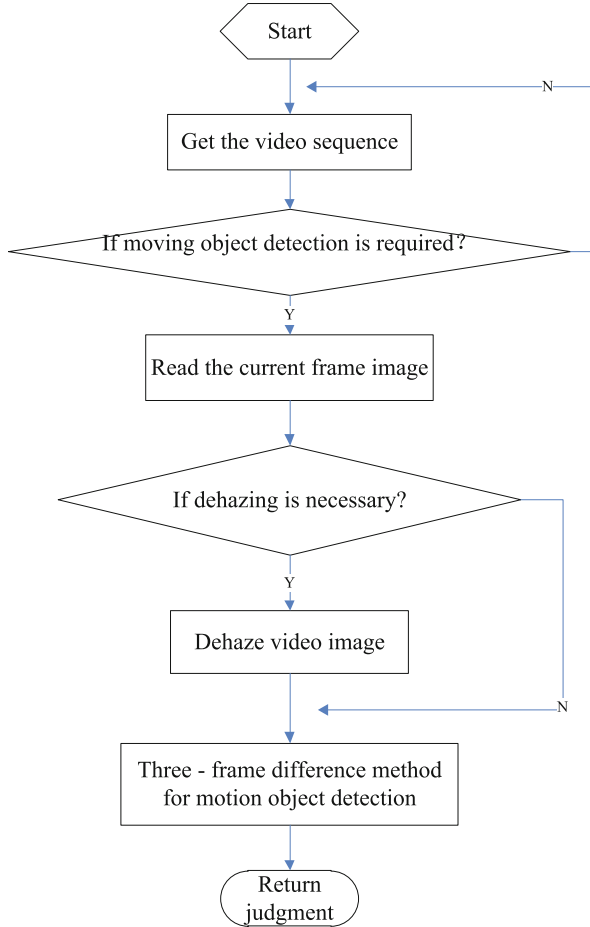 Start
N
Get the video sequence
If moving object detection is required?
Y
Read the current frame image
If dehazing is necessary?
Y
Dehaze video image
N
Three - frame difference method
for motion object detection
Return
judgment